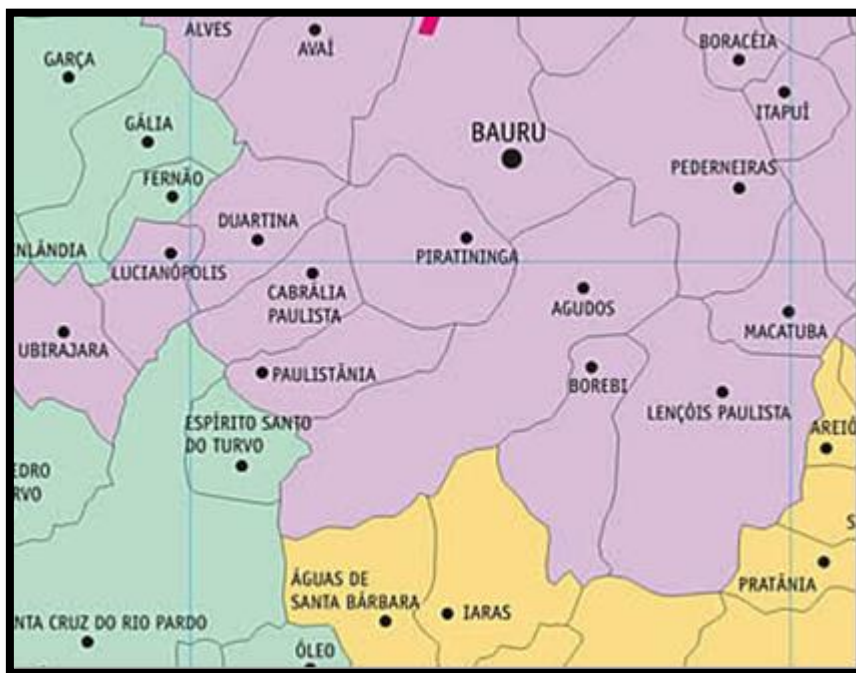 ALVES
AVAÍ
BORACÉIA
GARÇA
ITAPUÍ
GÁLIA
BAURU
PEDERNEIRAS
FERNÃO
DUARTINA
NLÂNDIA
LUCIANÓPOLIS
PIRATININGA
CABRÁLIA
PAULISTA
AGUDOS
MACATUBA
UBIRAJARA
PAULISTÂNIA
BOREBI
LENÇÓIS PAULISTA
ESPÍRITO SANTO
DO TURVO
AREIÓ
EDRO
RVO
S
ÁGUAS DE
SANTA BÁRBARA
IARAS
PRATÂNIA
NTA CRUZ DO RIO PARDO
ÓLEO